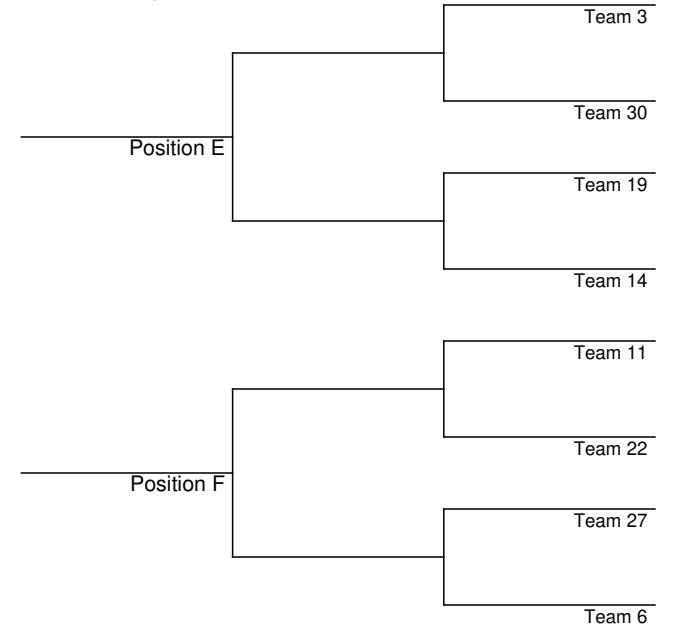 Team 3
Team 30
Position E
Team 19
Team 14
Team 11
Team 22
Position F
Team 27
Team 6